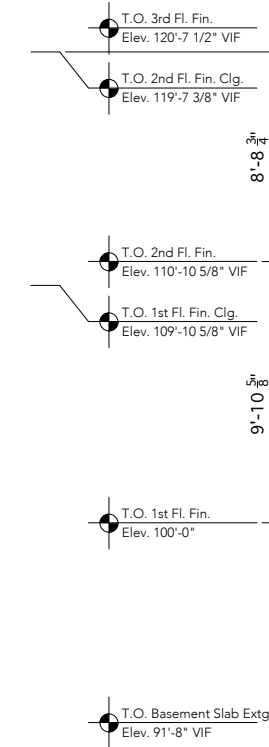 T.O. 3rd Fl. Fin.
Elev. 120'-7 1/2" VIF
T.O. 2nd Fl. Fin. Clg.
Elev. 119'-7 3/8" VIF
8'-8 3/4"
T.O. 2nd Fl. Fin.
Elev. 110'-10 5/8" VIF
T.O. 1st Fl. Fin. Clg.
Elev. 109'-10 5/8" VIF
9'-10 5/8"
T.O. 1st Fl. Fin.
Elev. 100'-0"
T.O. Basement Slab Extg
Elev. 91'-8" VIF